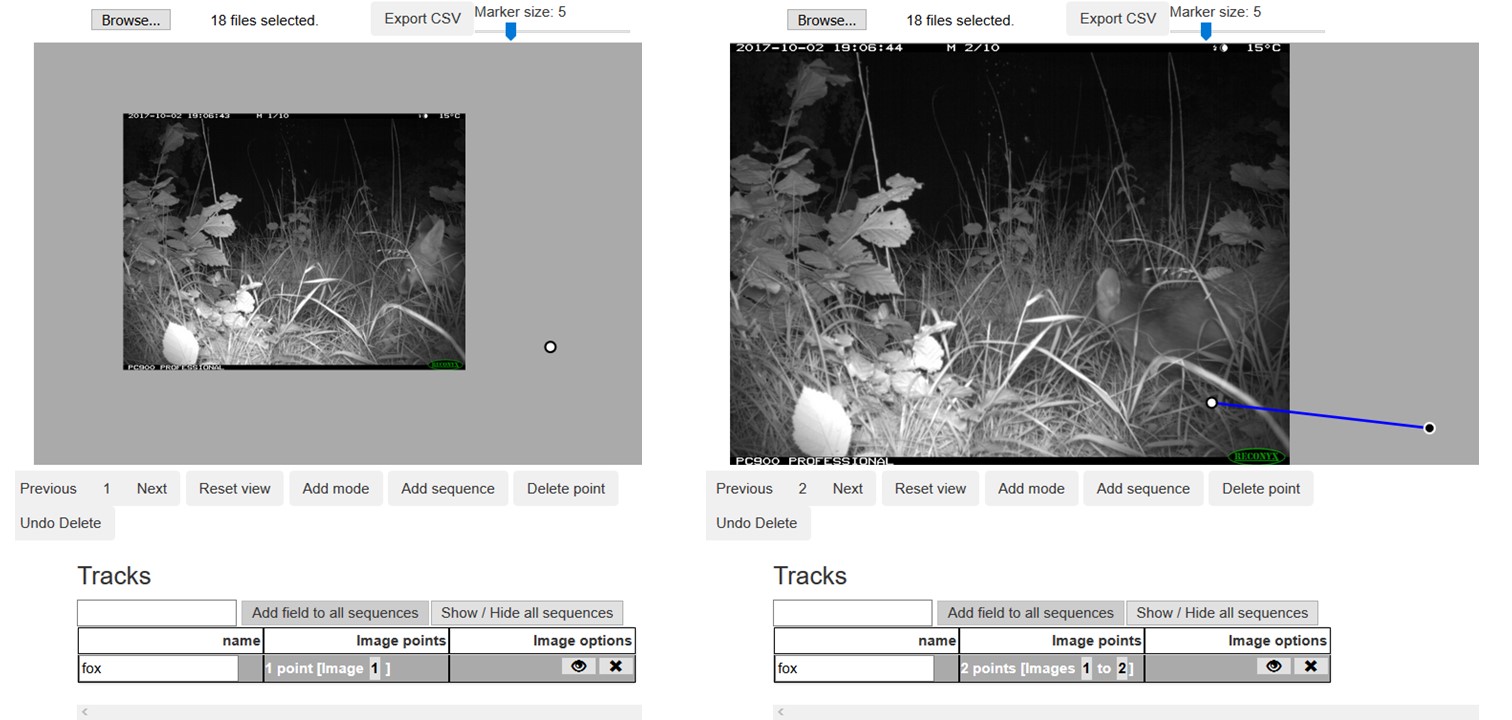 Browse... 18 files selected. Export CSV Marker size: 5
2017-10-02 19:06:43 M 1/10 15°C
PC900 PROFESSIONAL RECONYX
Previous 1 Next Reset view Add mode Add sequence Delete point
Undo Delete
Tracks
Add field to all sequences Show / Hide all sequences
name Image points Image options
fox 1 point [Image 1 ]
Browse... 18 files selected. Export CSV Marker size: 5
2017-10-02 19:06:44 M 2/10 15°C
PC900 PROFESSIONAL RECONYX
Previous 2 Next Reset view Add mode Add sequence Delete point
Undo Delete
Tracks
Add field to all sequences Show / Hide all sequences
name Image points Image options
fox 2 points [Images 1 to 2 ]